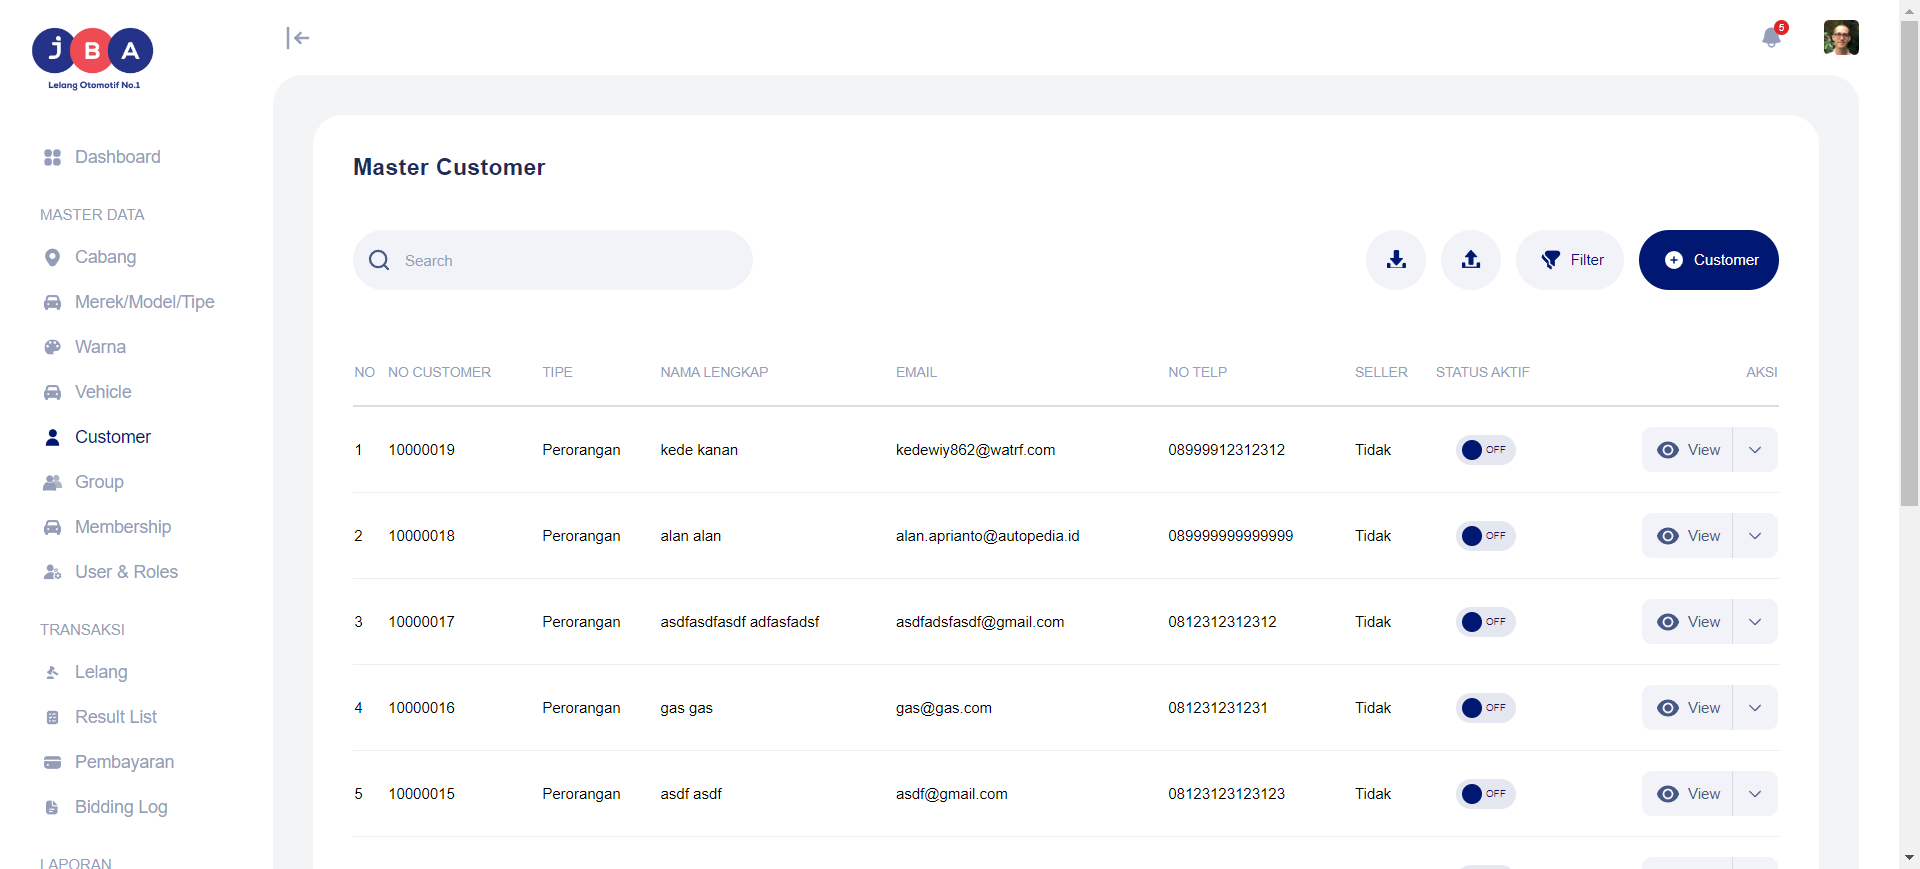 JBA
Lelang Otomotif No.1
5
Dashboard
MASTER DATA
Cabang
Merek/Model/Tipe
Warna
Vehicle
Customer
Group
Membership
User & Roles
TRANSAKSI
Lelang
Result List
Pembayaran
Bidding Log
LAPORAN
Master Customer
Search
Filter
Customer
NO NO CUSTOMER TIPE NAMA LENGKAP EMAIL NO TELP SELLER STATUS AKTIF AKSI
1 10000019 Perorangan kede kanan kedewiy862@watrf.com 08999912312312 Tidak OFF View
2 10000018 Perorangan alan alan alan.aprianto@autopedia.id 089999999999999 Tidak OFF View
3 10000017 Perorangan asdfasdfasdf adfasfadsf asdfadsfasdf@gmail.com 0812312312312 Tidak OFF View
4 10000016 Perorangan gas gas gas@gas.com 081231231231 Tidak OFF View
5 10000015 Perorangan asdf asdf asdf@gmail.com 08123123123123 Tidak OFF View